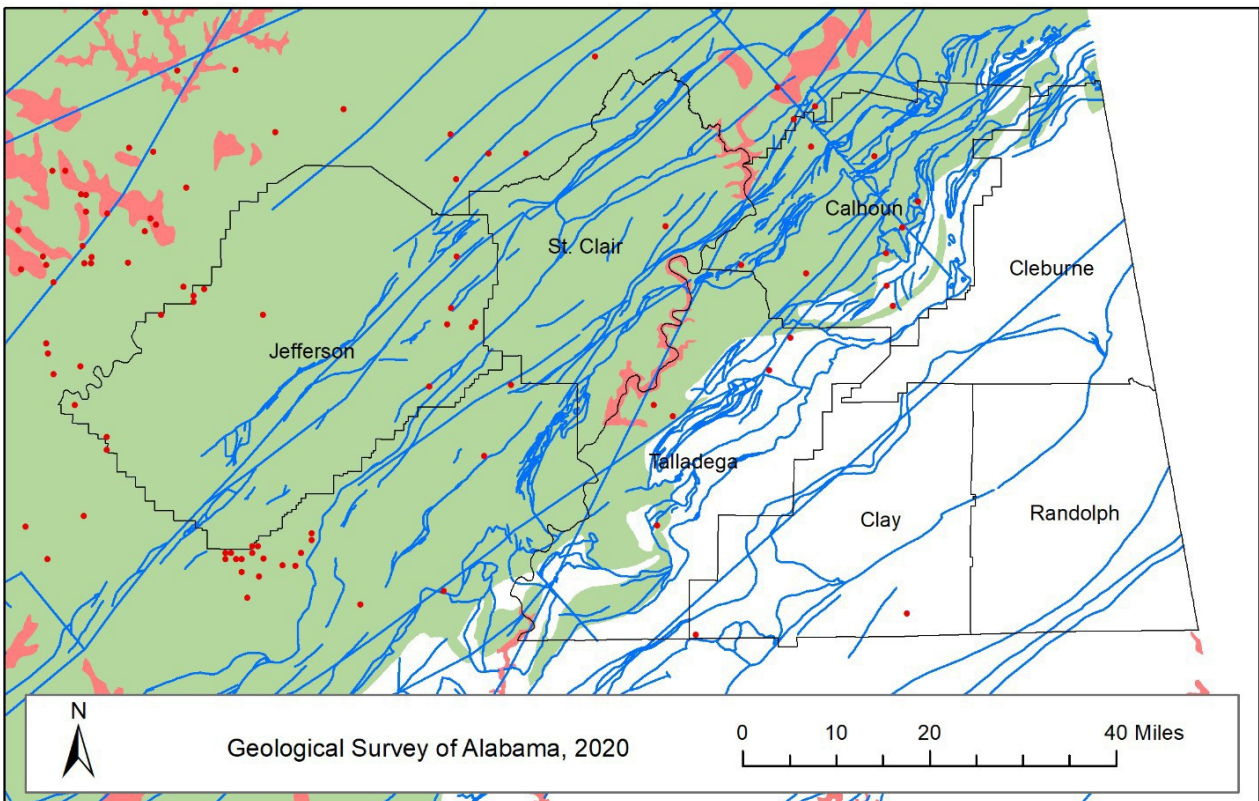 Calhoun
St. Clair
Cleburne
Jefferson
Talladega
Clay
Randolph
N
Geological Survey of Alabama, 2020
0 10 20 40 Miles